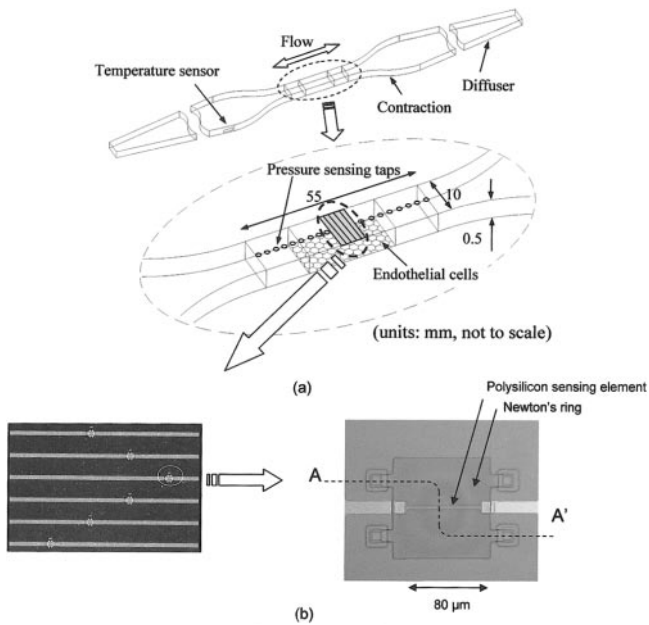 (a)
Flow
Temperature sensor
Diffuser
Contraction
Pressure sensing taps
55
10
0.5
Endothelial cells
(units: mm, not to scale)
(a)
Polysilicon sensing element
Newton's ring
A
A'
80 µm
(b)